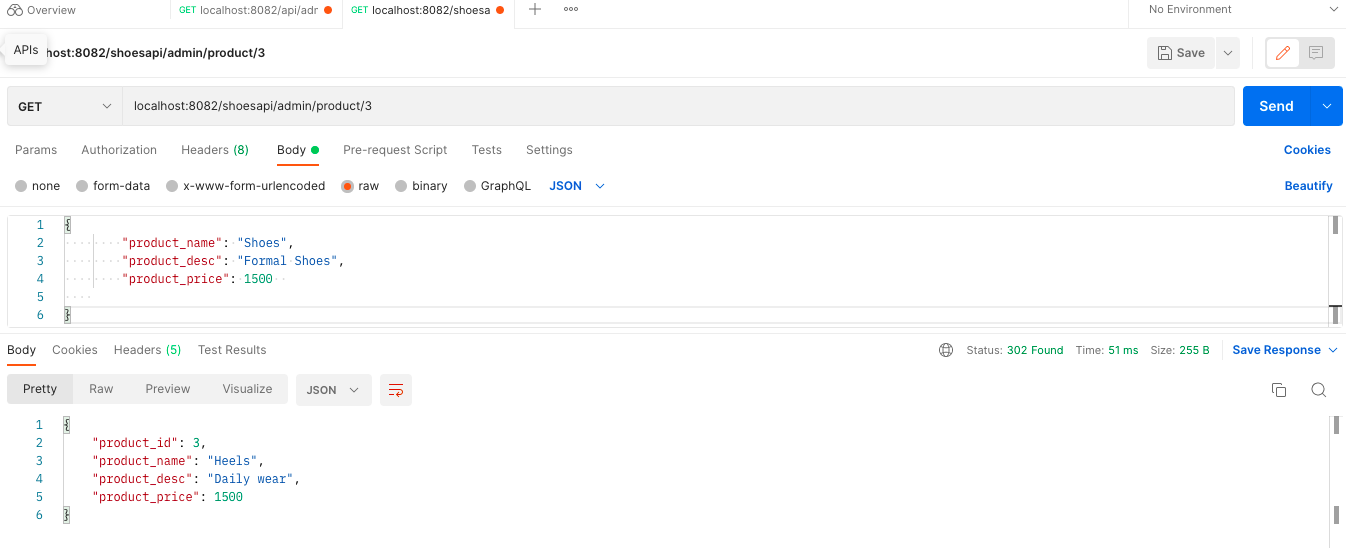 Overview
GET localhost:8082/api/adr
GET localhost:8082/shoesa
No Environment
APIs
host:8082/shoesapi/admin/product/3
Save
GET
localhost:8082/shoesapi/admin/product/3
Send
Params Authorization Headers (8) Body Pre-request Script Tests Settings Cookies
none form-data x-www-form-urlencoded raw binary GraphQL JSON Beautify
1 {
2 "product_name": "Shoes",
3 "product_desc": "Formal Shoes",
4 "product_price": 1500
5
6 }
Body Cookies Headers (5) Test Results Status: 302 Found Time: 51 ms Size: 255 B Save Response
Pretty Raw Preview Visualize JSON
1 {
2 "product_id": 3,
3 "product_name": "Heels",
4 "product_desc": "Daily wear",
5 "product_price": 1500
6 }